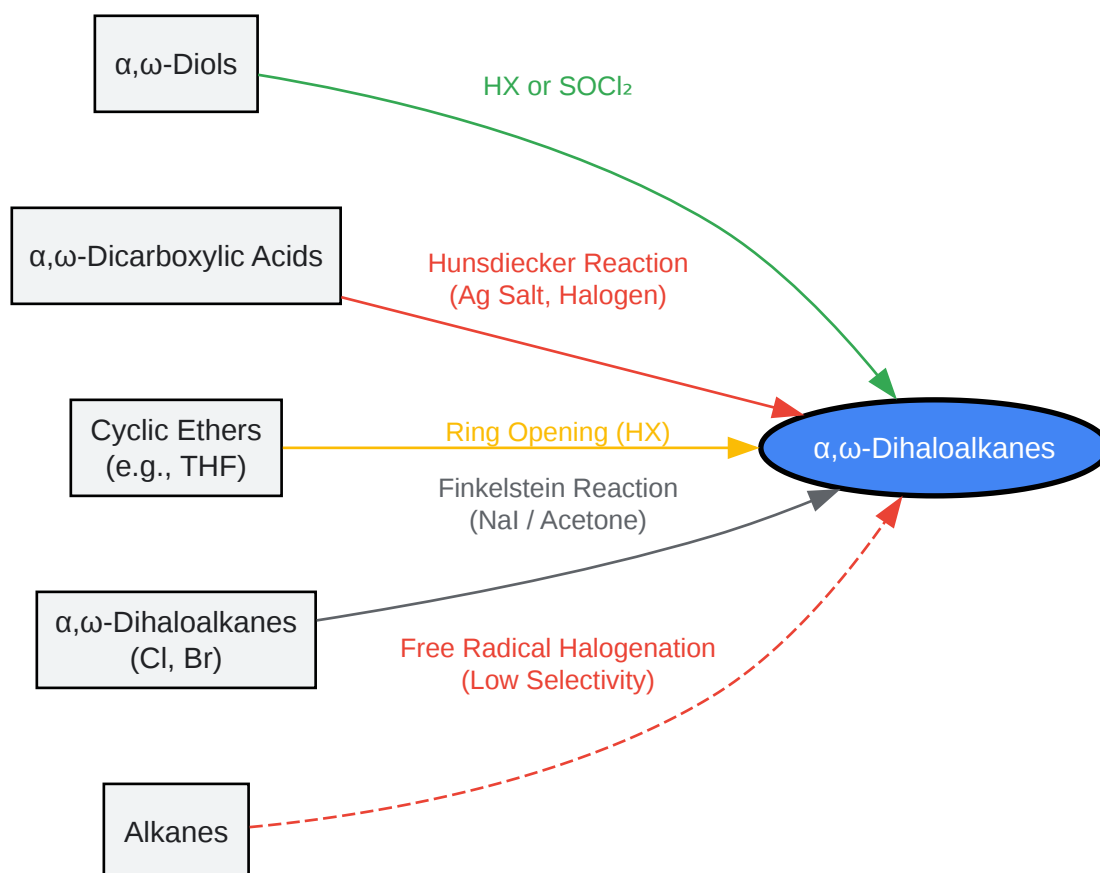 α,ω-Diols
HX or SOCl₂
α,ω-Dicarboxylic Acids
Hunsdiecker Reaction
(Ag Salt, Halogen)
Cyclic Ethers
(e.g., THF)
Ring Opening (HX)
α,ω-Dihaloalkanes
Finkelstein Reaction
(NaI / Acetone)
α,ω-Dihaloalkanes
(Cl, Br)
Free Radical Halogenation
(Low Selectivity)
Alkanes